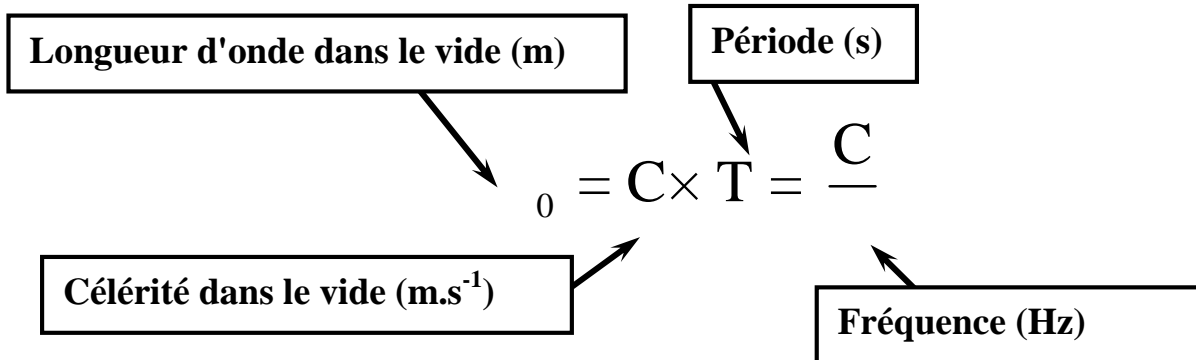 Longueur d'onde dans le vide (m)
Période (s)
₀ = C× T = C/
Célérité dans le vide (m.s⁻¹)
Fréquence (Hz)